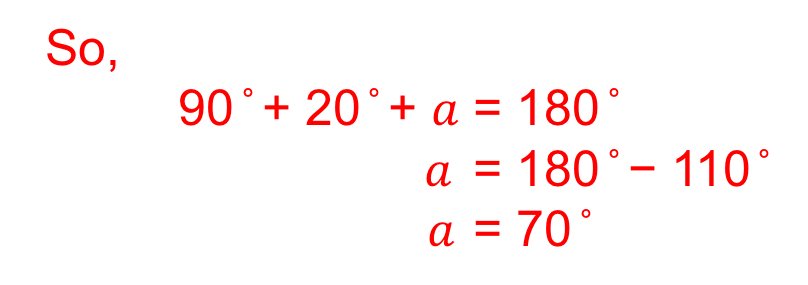 So,
90° + 20° + a = 180°
a = 180° − 110°
a = 70°